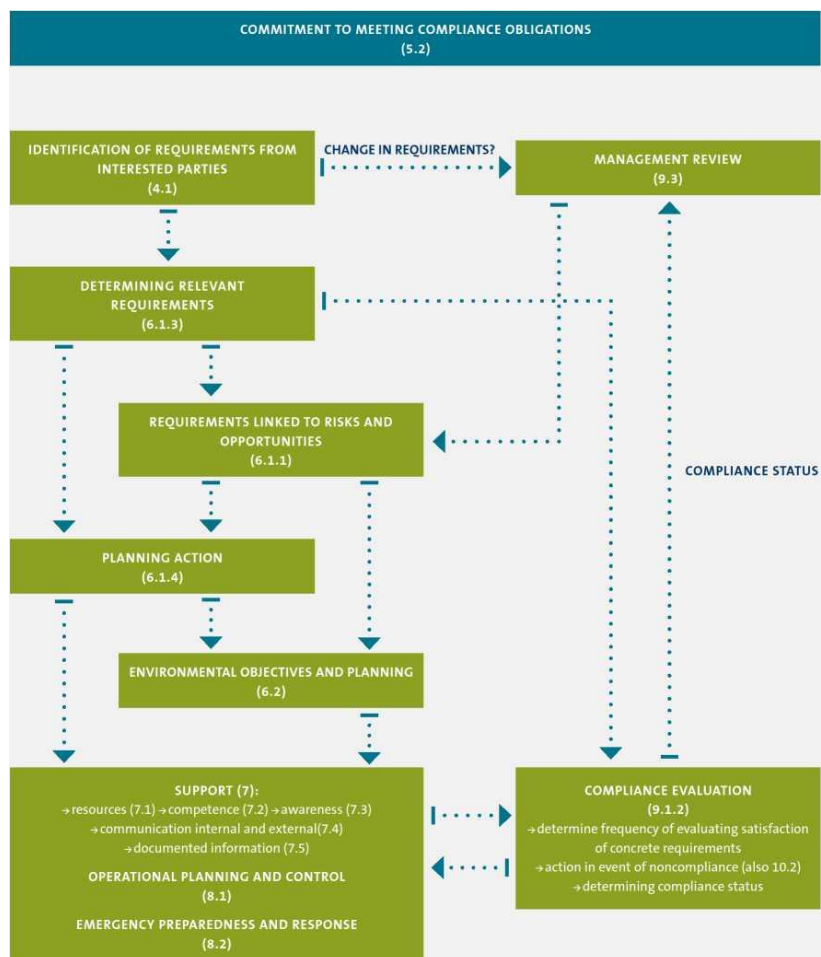 COMMITMENT TO MEETING COMPLIANCE OBLIGATIONS
(5.2)
IDENTIFICATION OF REQUIREMENTS FROM
INTERESTED PARTIES
(4.1)
CHANGE IN REQUIREMENTS?
MANAGEMENT REVIEW
(9.3)
DETERMINING RELEVANT
REQUIREMENTS
(6.1.3)
REQUIREMENTS LINKED TO RISKS AND
OPPORTUNITIES
(6.1.1)
COMPLIANCE STATUS
PLANNING ACTION
(6.1.4)
ENVIRONMENTAL OBJECTIVES AND PLANNING
(6.2)
SUPPORT (7):
→resources (7.1) →competence (7.2) →awareness (7.3)
→communication internal and external(7.4)
→documented information (7.5)
OPERATIONAL PLANNING AND CONTROL
(8.1)
EMERGENCY PREPAREDNESS AND RESPONSE
(8.2)
COMPLIANCE EVALUATION
(9.1.2)
→determine frequency of evaluating satisfaction
of concrete requirements
→action in event of noncompliance (also 10.2)
→determining compliance status